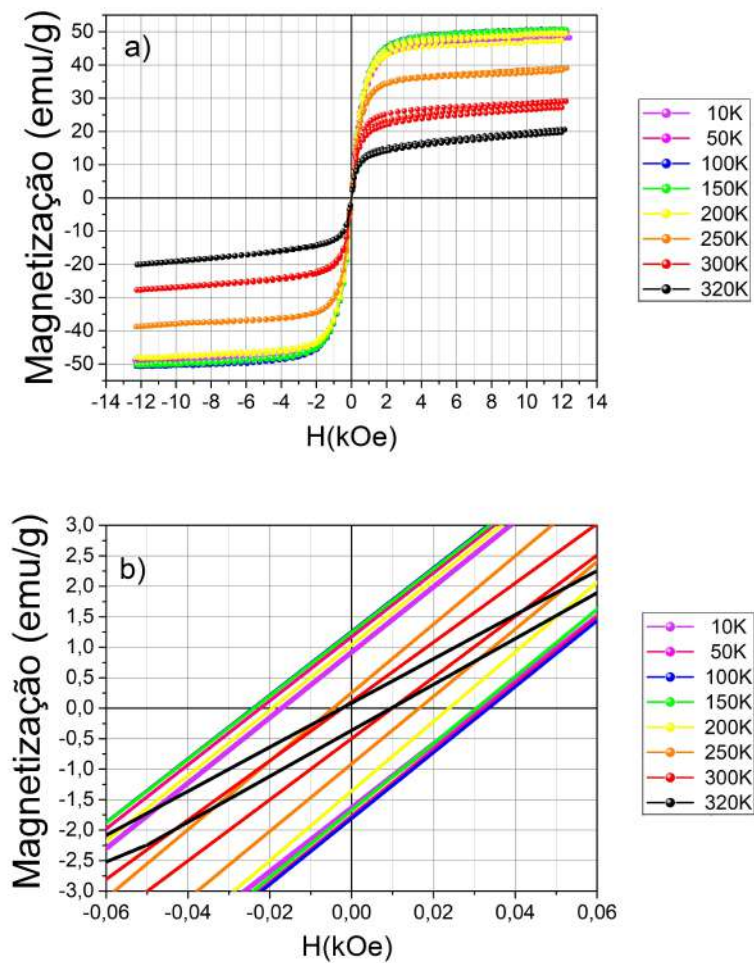 a)
Magnetização (emu/g)
50
40
30
20
10
0
-10
-20
-30
-40
-50
-14 -12 -10 -8 -6 -4 -2 0 2 4 6 8 10 12 14
H(kOe)
10K
50K
100K
150K
200K
250K
300K
320K
b)
Magnetização (emu/g)
3,0
2,5
2,0
1,5
1,0
0,5
0,0
-0,5
-1,0
-1,5
-2,0
-2,5
-3,0
-0,06 -0,04 -0,02 0,00 0,02 0,04 0,06
H(kOe)
10K
50K
100K
150K
200K
250K
300K
320K